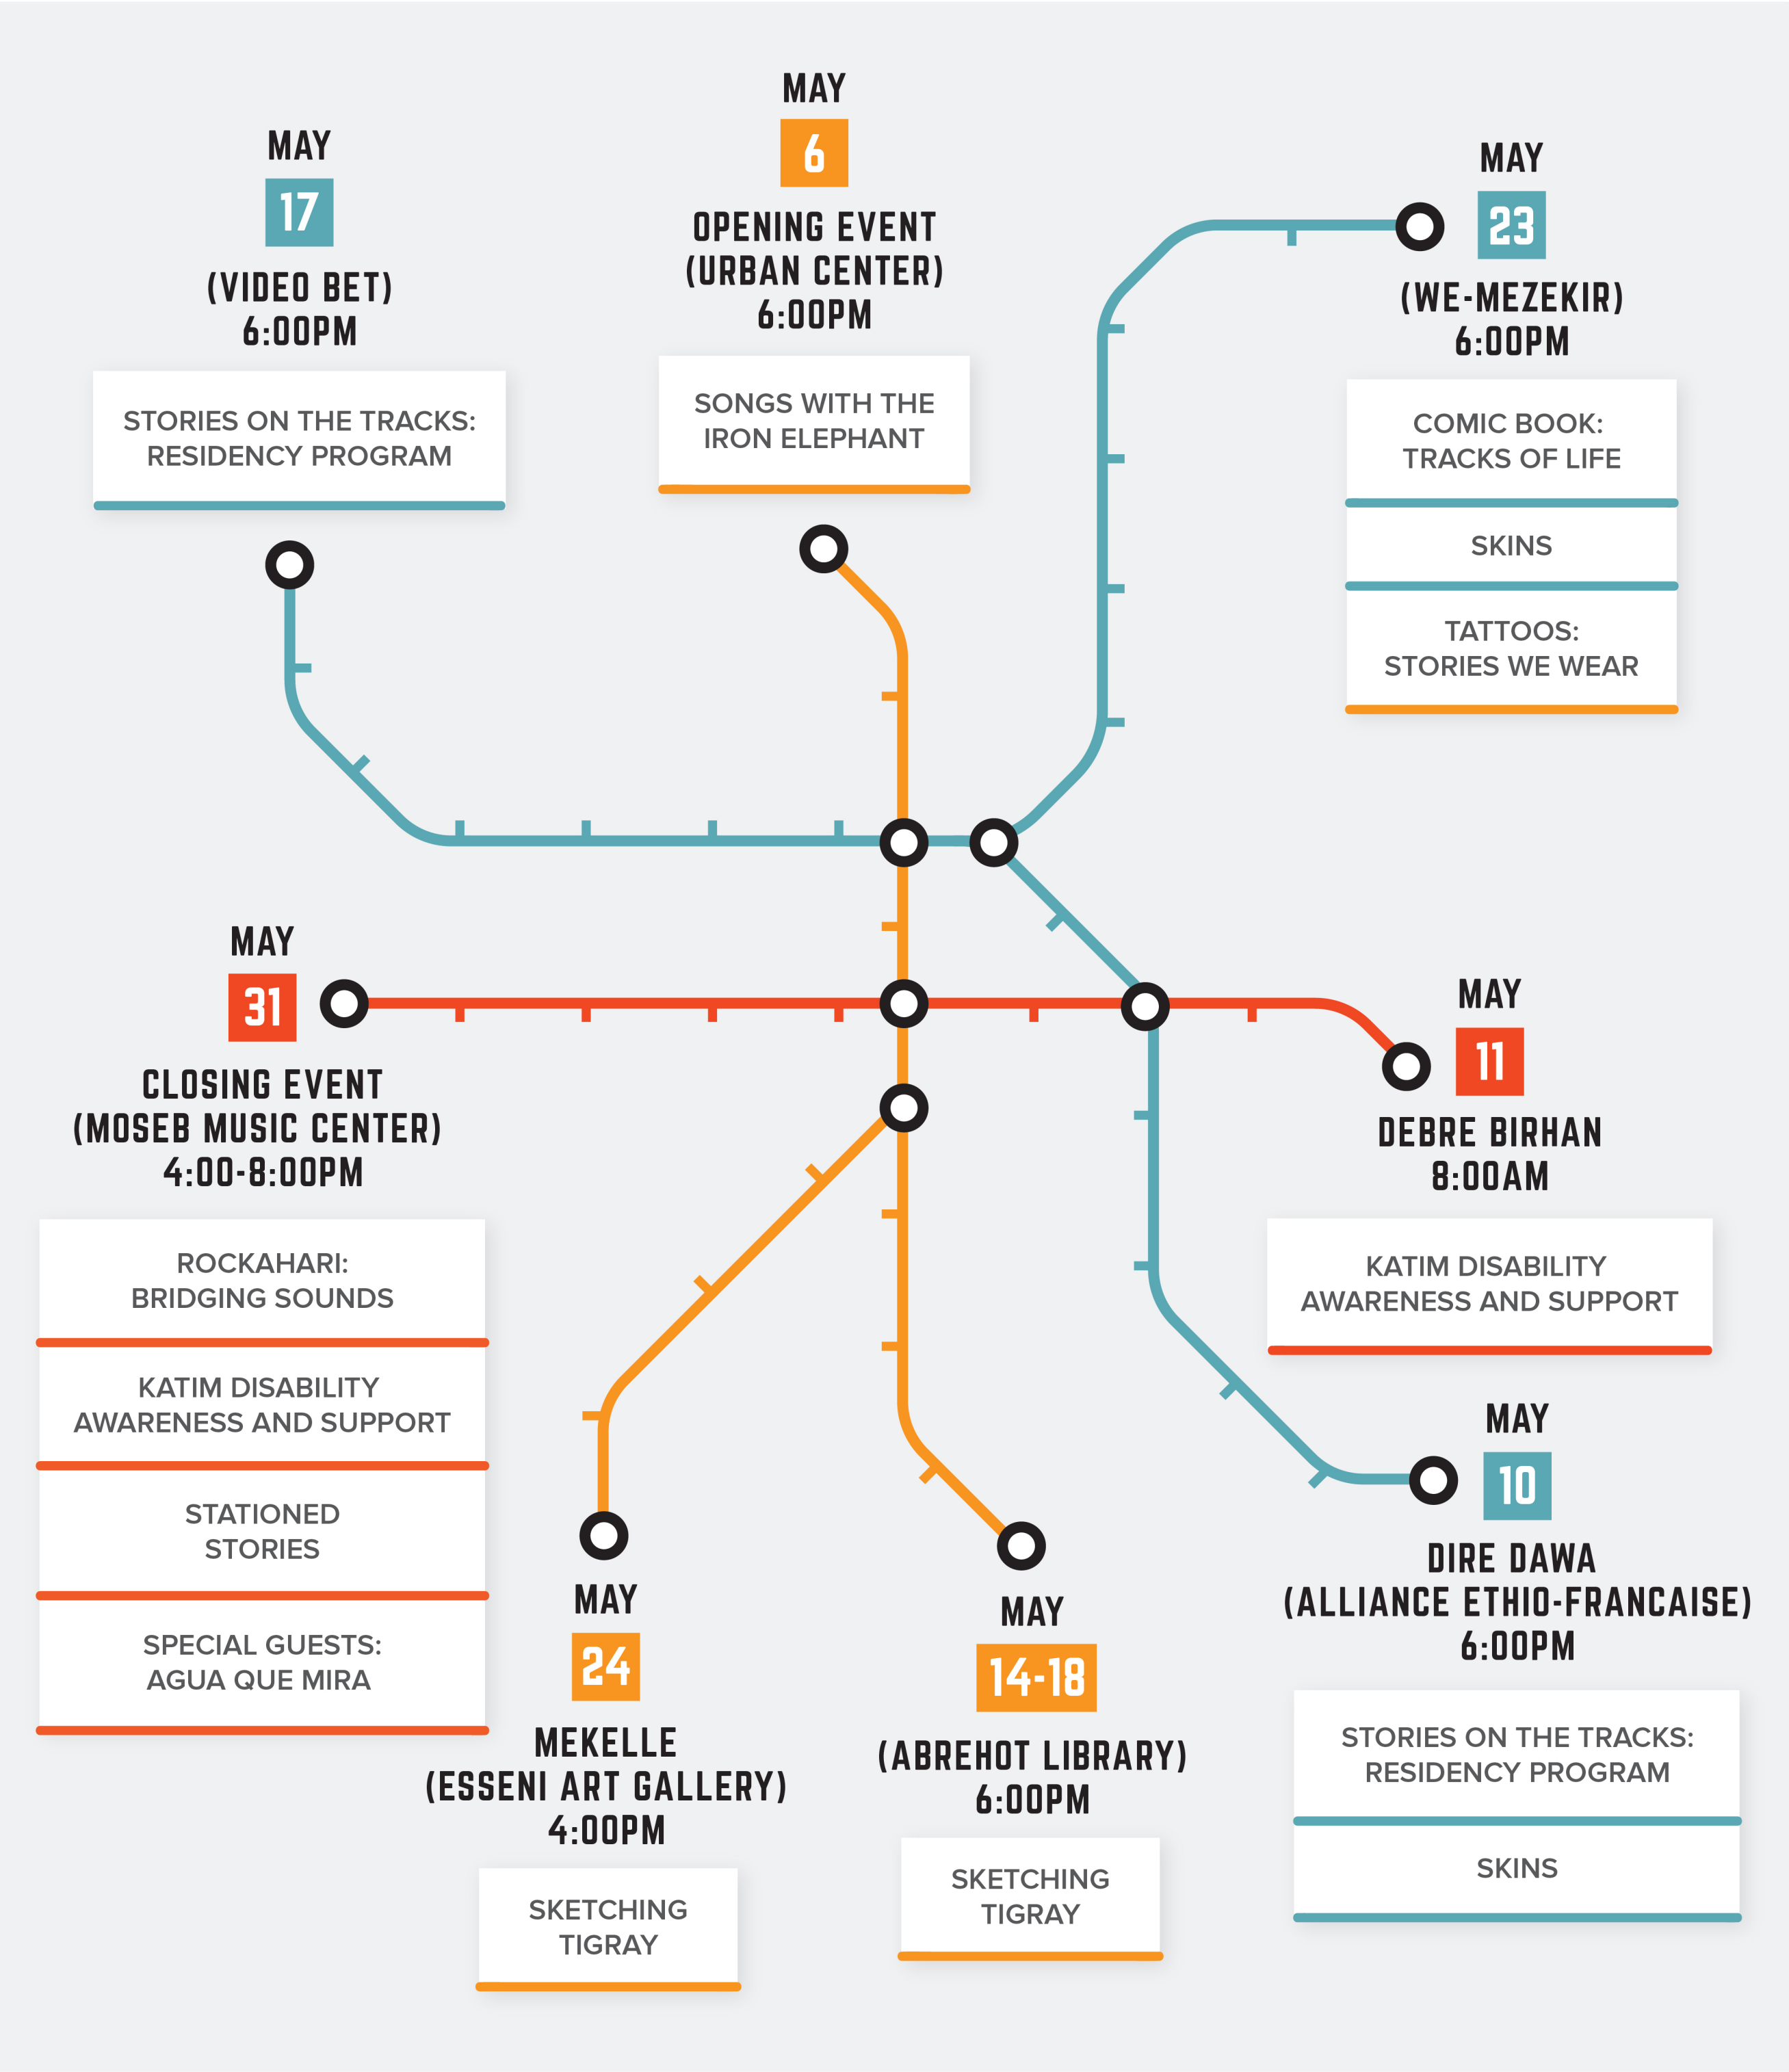 MAY
17
(VIDEO BET)
6:00PM
STORIES ON THE TRACKS:
RESIDENCY PROGRAM
MAY
6
OPENING EVENT
(URBAN CENTER)
6:00PM
SONGS WITH THE
IRON ELEPHANT
MAY
23
(WE-MEZEKIR)
6:00PM
COMIC BOOK:
TRACKS OF LIFE
SKINS
TATTOOS:
STORIES WE WEAR
MAY
31
CLOSING EVENT
(MOSEB MUSIC CENTER)
4:00-8:00PM
ROCKAHARI:
BRIDGING SOUNDS
KATIM DISABILITY
AWARENESS AND SUPPORT
STATIONED
STORIES
SPECIAL GUESTS:
AGUA QUE MIRA
MAY
11
DEBRE BIRHAN
8:00AM
KATIM DISABILITY
AWARENESS AND SUPPORT
MAY
24
MEKELLE
(ESSENI ART GALLERY)
4:00PM
SKETCHING
TIGRAY
MAY
14-18
(ABREHOT LIBRARY)
6:00PM
SKETCHING
TIGRAY
MAY
10
DIRE DAWA
(ALLIANCE ETHIO-FRANCAISE)
6:00PM
STORIES ON THE TRACKS:
RESIDENCY PROGRAM
SKINS